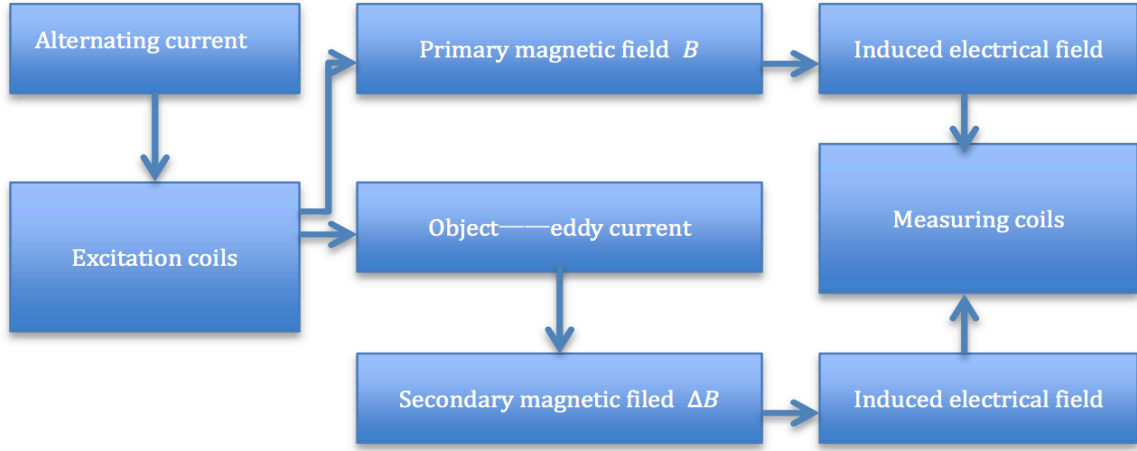 Alternating current
Primary magnetic field B
Induced electrical field
Excitation coils
Object——eddy current
Measuring coils
Secondary magnetic filed ΔB
Induced electrical field